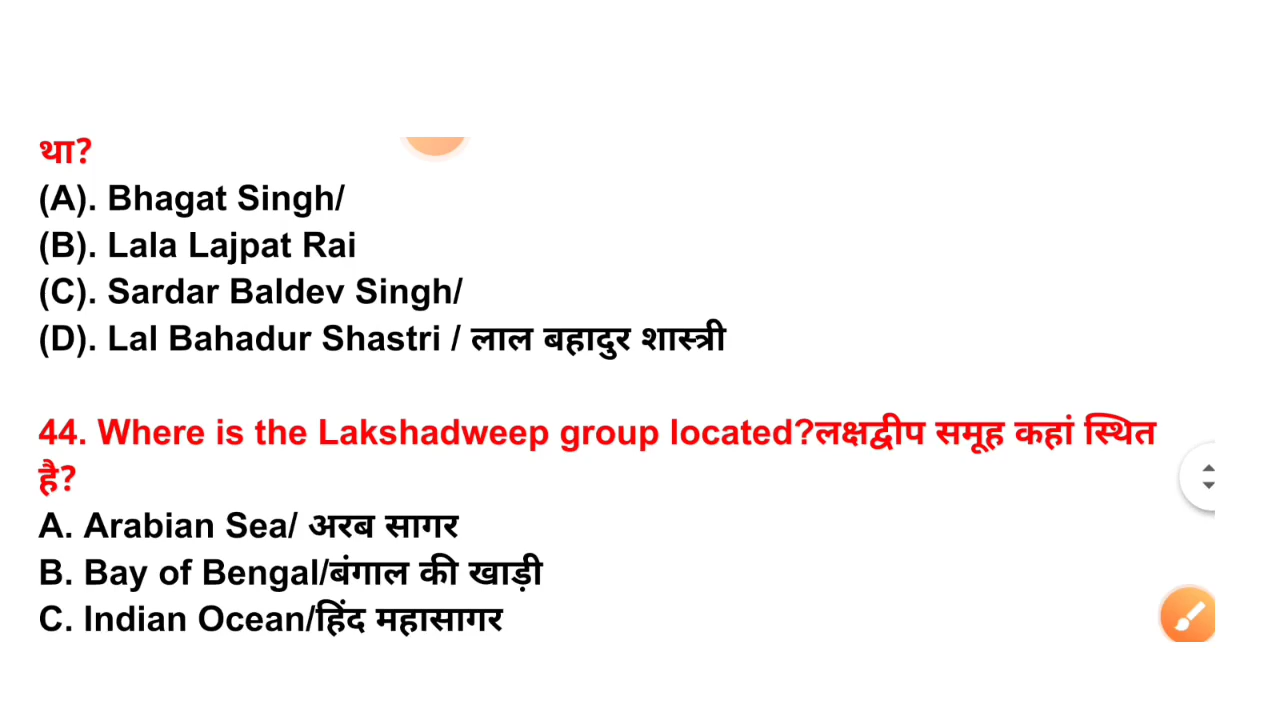 था?
(A). Bhagat Singh/
(B). Lala Lajpat Rai
(C). Sardar Baldev Singh/
(D). Lal Bahadur Shastri / लाल बहादुर शास्त्री
44. Where is the Lakshadweep group located?लक्षद्वीप समूह कहां स्थित
है?
A. Arabian Sea/ अरब सागर
B. Bay of Bengal/बंगाल की खाड़ी
C. Indian Ocean/हिंद महासागर